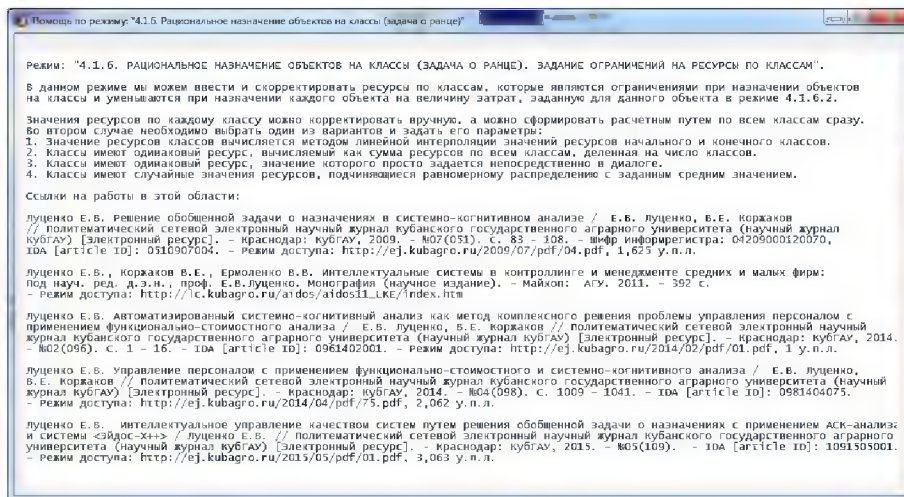 Помощь по режиму: "4.1.6. Рациональное назначение объектов на классы (задача о ранце)"
Режим: "4.1.6. РАЦИОНАЛЬНОЕ НАЗНАЧЕНИЕ ОБЪЕКТОВ НА КЛАССЫ (ЗАДАЧА О РАНЦЕ). ЗАДАНИЕ ОГРАНИЧЕНИЙ НА РЕСУРСЫ ПО КЛАССАМ".
В данном режиме мы можем ввести и скорректировать ресурсы по классам, которые являются ограничениями при назначении объектов
на классы и уменьшаются при назначении каждого объекта на величину затрат, заданную для данного объекта в режиме 4.1.6.2.
Значения ресурсов по каждому классу можно корректировать вручную, а можно сформировать расчетным путем по всем классам сразу.
Во втором случае необходимо выбрать один из вариантов и задать его параметры:
1. Значение ресурсов классов вычисляется методом линейной интерполяции значений ресурсов начального и конечного классов.
2. Классы имеют одинаковый ресурс, вычисляемый как сумма ресурсов по всем классам, деленная на число классов.
3. Классы имеют одинаковый ресурс, значение которого просто задается непосредственно в диалоге.
4. Классы имеют случайные значения ресурсов, подчиняющиеся равномерному распределению с заданным средним значением.
Ссылки на работы в этой области:
Луценко Е.В. Решение обобщенной задачи о назначениях в системно-когнитивном анализе / Е.В. Луценко, В.Е. Коржаков
// Политематический сетевой электронный научный журнал Кубанского государственного аграрного университета (Научный журнал
КубГАУ) [Электронный ресурс]. – Краснодар: КубГАУ, 2009. – №07(051). С. 83 – 108. – Шифр Информрегистра: 04209000120070,
IDA [article ID]: 0510907004. – Режим доступа: http://ej.kubagro.ru/2009/07/pdf/04.pdf, 1,625 у.п.л.
Луценко Е.В., Коржаков В.Е., Ермоленко В.В. Интеллектуальные системы в контроллинге и менеджменте средних и малых фирм:
Под науч. ред. д.э.н., проф. Е.В.Луценко. Монография (научное издание). – Майкоп: АГУ. 2011. – 392 с.
– Режим доступа: http://lc.kubagro.ru/aidos/aidos11_LKE/index.htm
Луценко Е.В. Автоматизированный системно-когнитивный анализ как метод комплексного решения проблемы управления персоналом с
применением функционально-стоимостного анализа / Е.В. Луценко, В.Е. Коржаков // Политематический сетевой электронный научный
журнал Кубанского государственного аграрного университета (Научный журнал КубГАУ) [Электронный ресурс]. – Краснодар: КубГАУ, 2014.
– №02(096). С. 1 – 16. – IDA [article ID]: 0961402001. – Режим доступа: http://ej.kubagro.ru/2014/02/pdf/01.pdf, 1 у.п.л.
Луценко Е.В. Управление персоналом с применением функционально-стоимостного и системно-когнитивного анализа / Е.В. Луценко,
В.Е. Коржаков // Политематический сетевой электронный научный журнал Кубанского государственного аграрного университета (Научный
журнал КубГАУ) [Электронный ресурс]. – Краснодар: КубГАУ, 2014. – №04(098). С. 1009 – 1041. – IDA [article ID]: 0981404075.
– Режим доступа: http://ej.kubagro.ru/2014/04/pdf/75.pdf, 2,062 у.п.л.
Луценко Е.В. Интеллектуальное управление качеством систем путем решения обобщенной задачи о назначениях с применением АСК-анализа
и системы <Эйдос-Х++> / Луценко Е.В. // Политематический сетевой электронный научный журнал Кубанского государственного аграрного
университета (Научный журнал КубГАУ) [Электронный ресурс]. – Краснодар: КубГАУ, 2015. – №05(109). – IDA [article ID]: 1091505001.
– Режим доступа: http://ej.kubagro.ru/2015/05/pdf/01.pdf, 3,063 у.п.л.